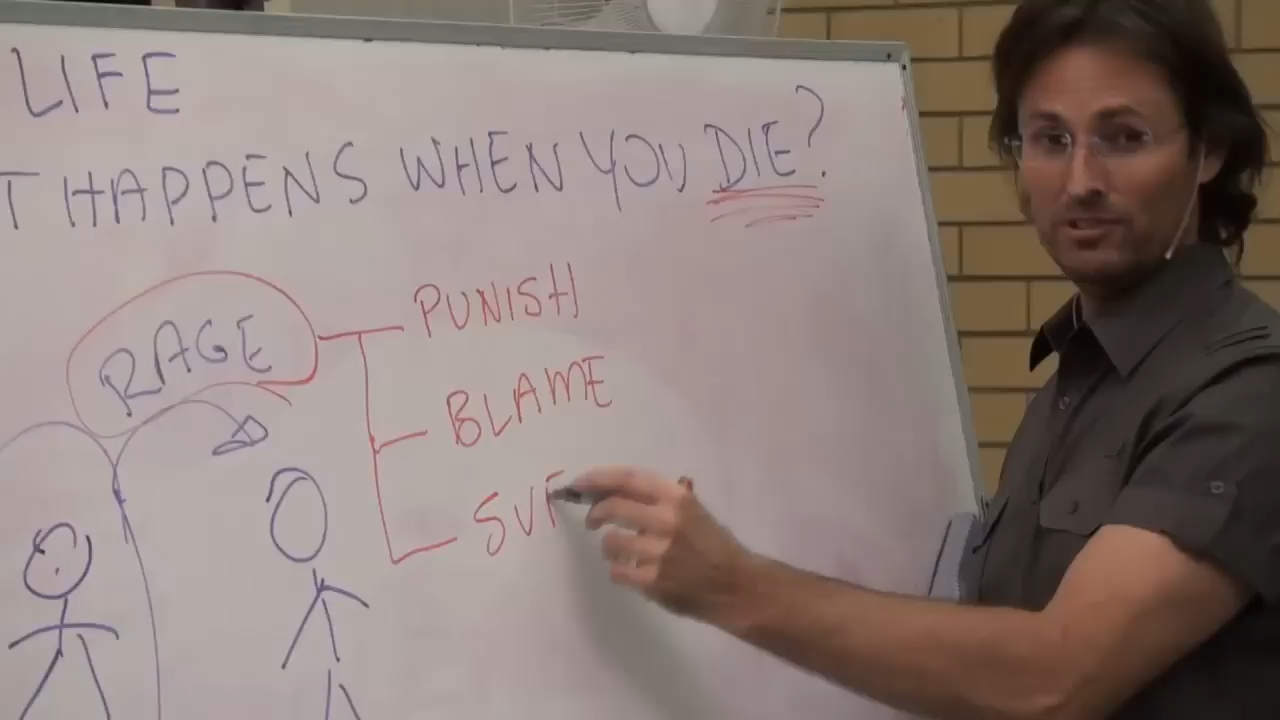 LIFE
T HAPPENS WHEN YOU DIE?
RAGE
PUNISH
BLAME
SUF